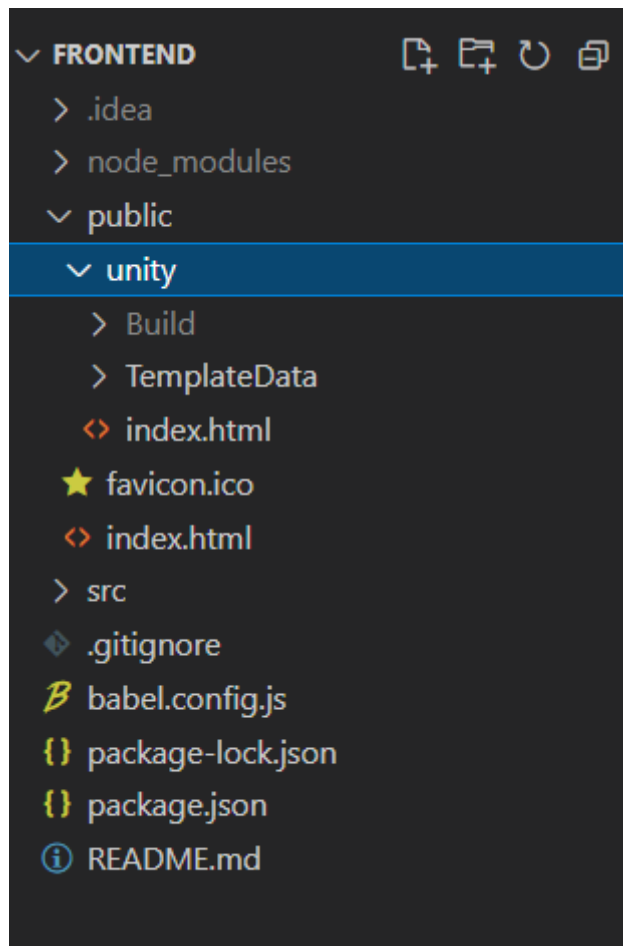 FRONTEND
.idea
node_modules
public
unity
Build
TemplateData
index.html
favicon.ico
index.html
src
.gitignore
babel.config.js
package-lock.json
package.json
README.md